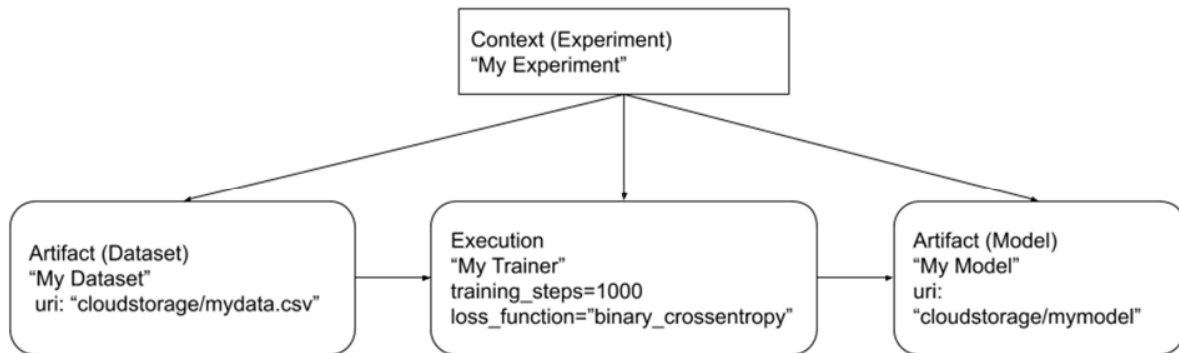 Context (Experiment)
“My Experiment”
Artifact (Dataset)
“My Dataset”
uri: “cloudstorage/mydata.csv”
Execution
“My Trainer”
training_steps=1000
loss_function=”binary_crossentropy”
Artifact (Model)
“My Model”
uri:
“cloudstorage/mymodel”